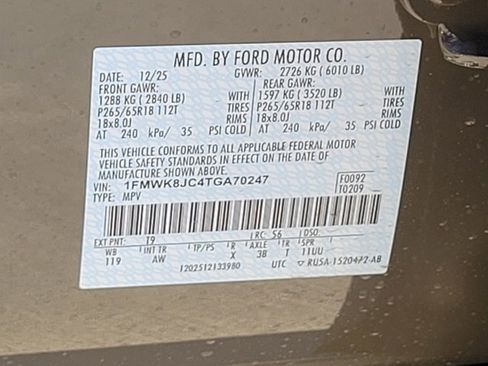 MFD. BY FORD MOTOR CO.
DATE: 12/25 GVWR: 2726 KG ( 6010 LB)
FRONT GAWR: REAR GAWR:
1288 KG ( 2840 LB) WITH 1597 KG ( 3520 LB) WITH
P265/65R18 112T TIRES P265/65R18 112T TIRES
18x8.0J RIMS 18x8.0J RIMS
AT 240 kPa/ 35 PSI COLD AT 240 kPa/ 35 PSI COLD
THIS VEHICLE CONFORMS TO ALL APPLICABLE FEDERAL MOTOR
VEHICLE SAFETY STANDARDS IN EFFECT ON THE DATE OF
MANUFACTURE SHOWN ABOVE.
VIN: 1FMWK8JC4TGA70247 F0092
TYPE: MPV T0209
EXT PNT: T9 RC: 56 DSO:
WB INT TR TP/PS R AXLE TR SPR
119 AW X 3B T 11UU
1202512133980 UTC ▽ RU5A-1520472-AB